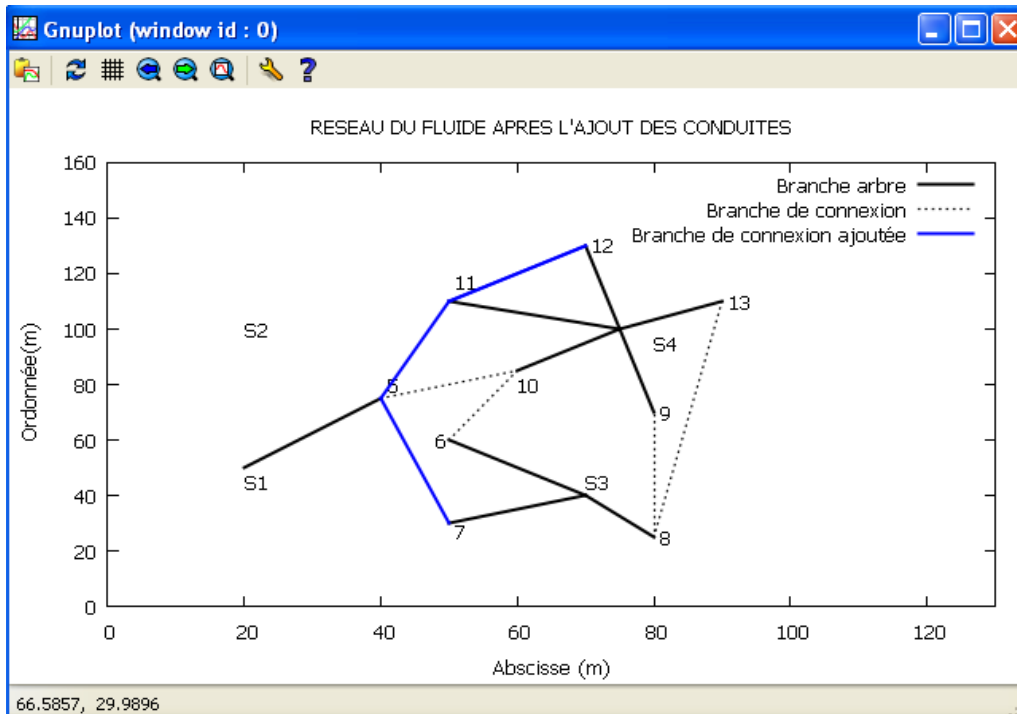 Gnuplot (window id : 0)
RESEAU DU FLUIDE APRES L'AJOUT DES CONDUITES
Branche arbre
Branche de connexion
Branche de connexion ajoutée
160
140
120
100
80
60
40
20
0
Ordonnée(m)
12
11
13
S2
S4
5
10
9
6
S1
S3
7
8
0 20 40 60 80 100 120
Abscisse (m)
66.5857, 29.9896